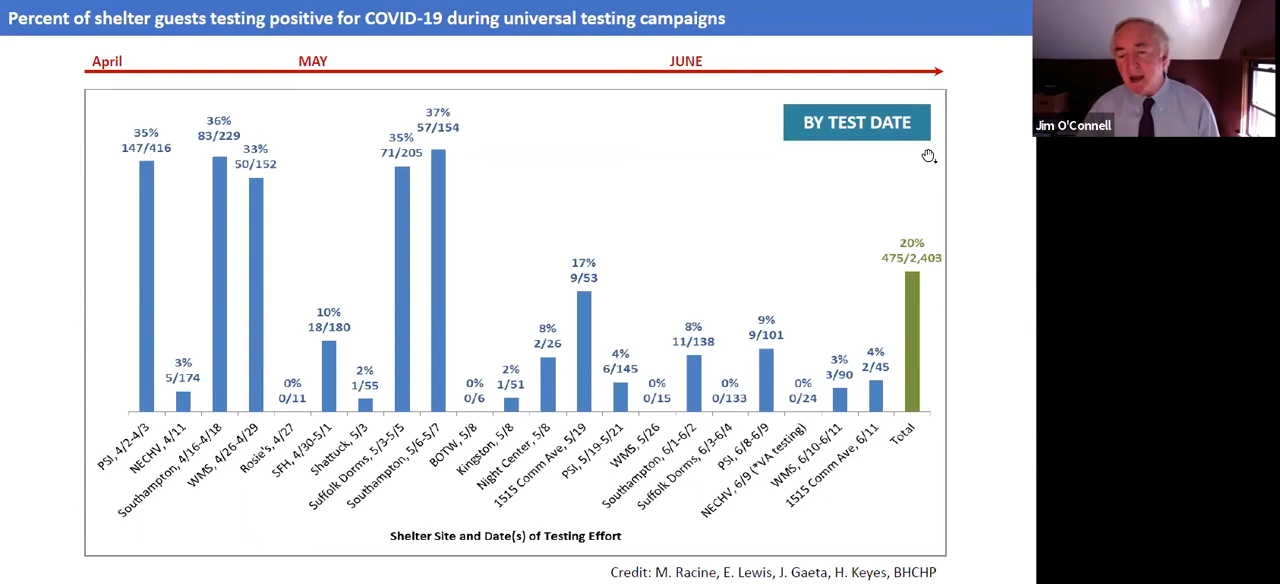 Percent of shelter guests testing positive for COVID-19 during universal testing campaigns
April
MAY
JUNE
BY TEST DATE
35%
147/416
3%
5/174
36%
83/229
33%
50/152
0%
0/11
10%
18/180
2%
1/55
35%
71/205
37%
57/154
0%
0/6
2%
1/51
8%
2/26
17%
9/53
4%
6/145
0%
0/15
8%
11/138
0%
0/133
9%
9/101
0%
0/24
3%
3/90
4%
2/45
20%
475/2,403
PSI, 4/2-4/3
NECHV, 4/11
Southampton, 4/16-4/18
WMS, 4/26-4/29
Rosie's, 4/27
SFH, 4/30-5/1
Shattuck, 5/3
Suffolk Dorms, 5/3-5/5
Southampton, 5/6-5/7
BOTW, 5/8
Kingston, 5/8
Night Center, 5/8
1515 Comm Ave, 5/19
PSI, 5/19-5/21
WMS, 5/26
Southampton, 6/1-6/2
Suffolk Dorms, 6/3-6/4
PSI, 6/8-6/9
NECHV, 6/9 (*VA testing)
WMS, 6/10-6/11
1515 Comm Ave, 6/11
Total
Shelter Site and Date(s) of Testing Effort
Credit: M. Racine, E. Lewis, J. Gaeta, H. Keyes, BHCHP
Jim O'Connell